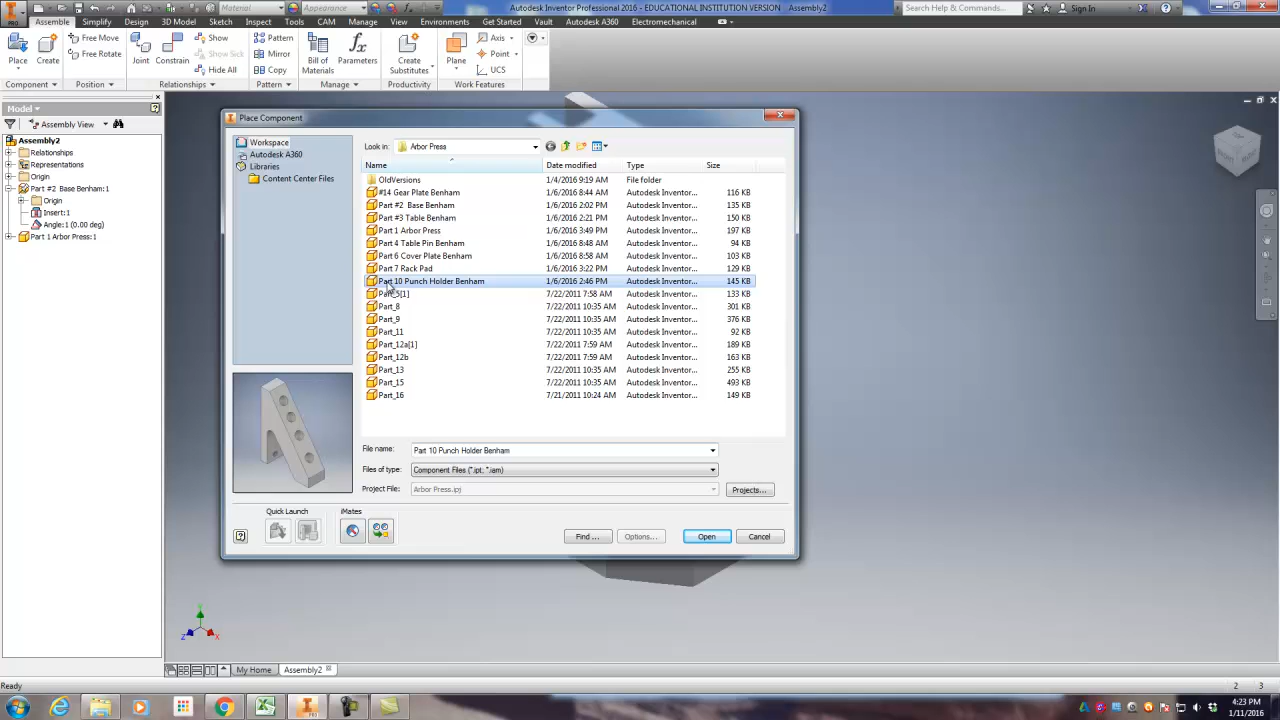 PRO
Material
Appearance
Autodesk Inventor Professional 2016 - EDUCATIONAL INSTITUTION VERSION   Assembly2
Search Help & Commands...
Sign In
Assemble Simplify Design 3D Model Sketch Inspect Tools CAM Manage View Environments Get Started Vault Autodesk A360 Electromechanical
Place
Create
Free Move
Free Rotate
Joint
Constrain
Show
Show Sick
Hide All
Pattern
Mirror
Copy
Bill of Materials
Parameters
Create Substitutes
Plane
Axis
Point
UCS
Component Position Relationships Pattern Manage Productivity Work Features
Model
Assembly View
Assembly2
Relationships
Representations
Origin
Part #2 Base Benham:1
Origin
Insert:1
Angle:1 (0.00 deg)
Part 1 Arbor Press:1
Place Component
Workspace
Autodesk A360
Libraries
Content Center Files
Look in: Arbor Press
Name Date modified Type Size
OldVersions 1/4/2016 9:19 AM File folder
#14 Gear Plate Benham 1/6/2016 8:44 AM Autodesk Inventor... 116 KB
Part #2  Base Benham 1/6/2016 2:02 PM Autodesk Inventor... 135 KB
Part #3 Table Benham 1/6/2016 2:21 PM Autodesk Inventor... 150 KB
Part 1 Arbor Press 1/6/2016 3:49 PM Autodesk Inventor... 197 KB
Part 4 Table Pin Benham 1/6/2016 8:48 AM Autodesk Inventor... 94 KB
Part 6 Cover Plate Benham 1/6/2016 8:58 AM Autodesk Inventor... 103 KB
Part 7 Rack Pad 1/6/2016 3:22 PM Autodesk Inventor... 129 KB
Part 10 Punch Holder Benham 1/6/2016 2:46 PM Autodesk Inventor... 145 KB
Part_5[1] 7/22/2011 7:58 AM Autodesk Inventor... 133 KB
Part_8 7/22/2011 10:35 AM Autodesk Inventor... 301 KB
Part_9 7/22/2011 10:35 AM Autodesk Inventor... 376 KB
Part_11 7/22/2011 10:35 AM Autodesk Inventor... 92 KB
Part_12a[1] 7/22/2011 7:59 AM Autodesk Inventor... 189 KB
Part_12b 7/22/2011 7:59 AM Autodesk Inventor... 163 KB
Part_13 7/22/2011 10:35 AM Autodesk Inventor... 255 KB
Part_15 7/22/2011 10:35 AM Autodesk Inventor... 493 KB
Part_16 7/21/2011 10:24 AM Autodesk Inventor... 149 KB
File name: Part 10 Punch Holder Benham
Files of type: Component Files (*.ipt; *.iam)
Project File: Arbor Press.ipj
Projects...
Quick Launch
iMates
Find ...
Options...
Open
Cancel
Y
Z
X
My Home
Assembly2
Ready
2 3
4:23 PM
1/11/2016